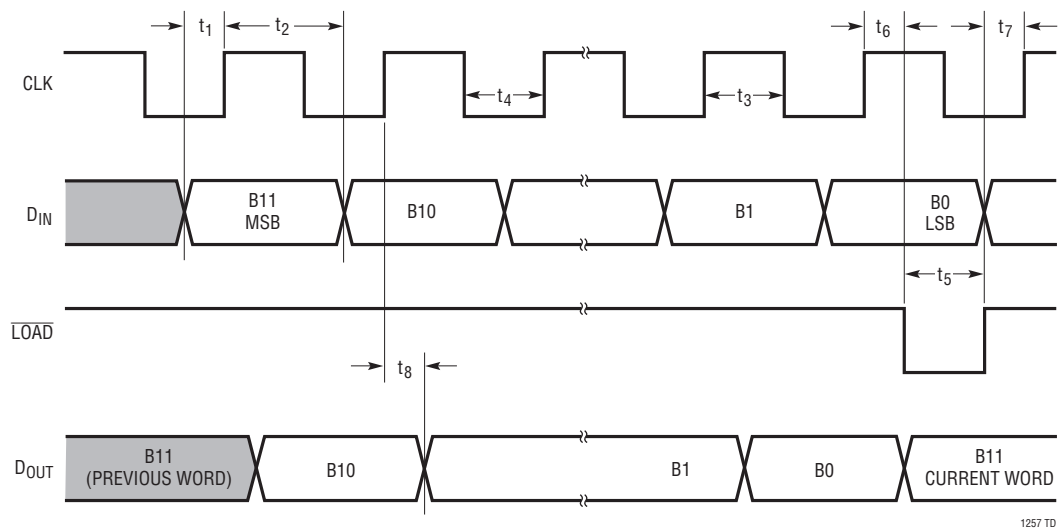 t1 t2 t6 t7
CLK t4 t3
DIN B11 MSB B10 B1 B0 LSB
t5
LOAD
t8
DOUT B11 (PREVIOUS WORD) B10 B1 B0 B11 CURRENT WORD
1257 TD